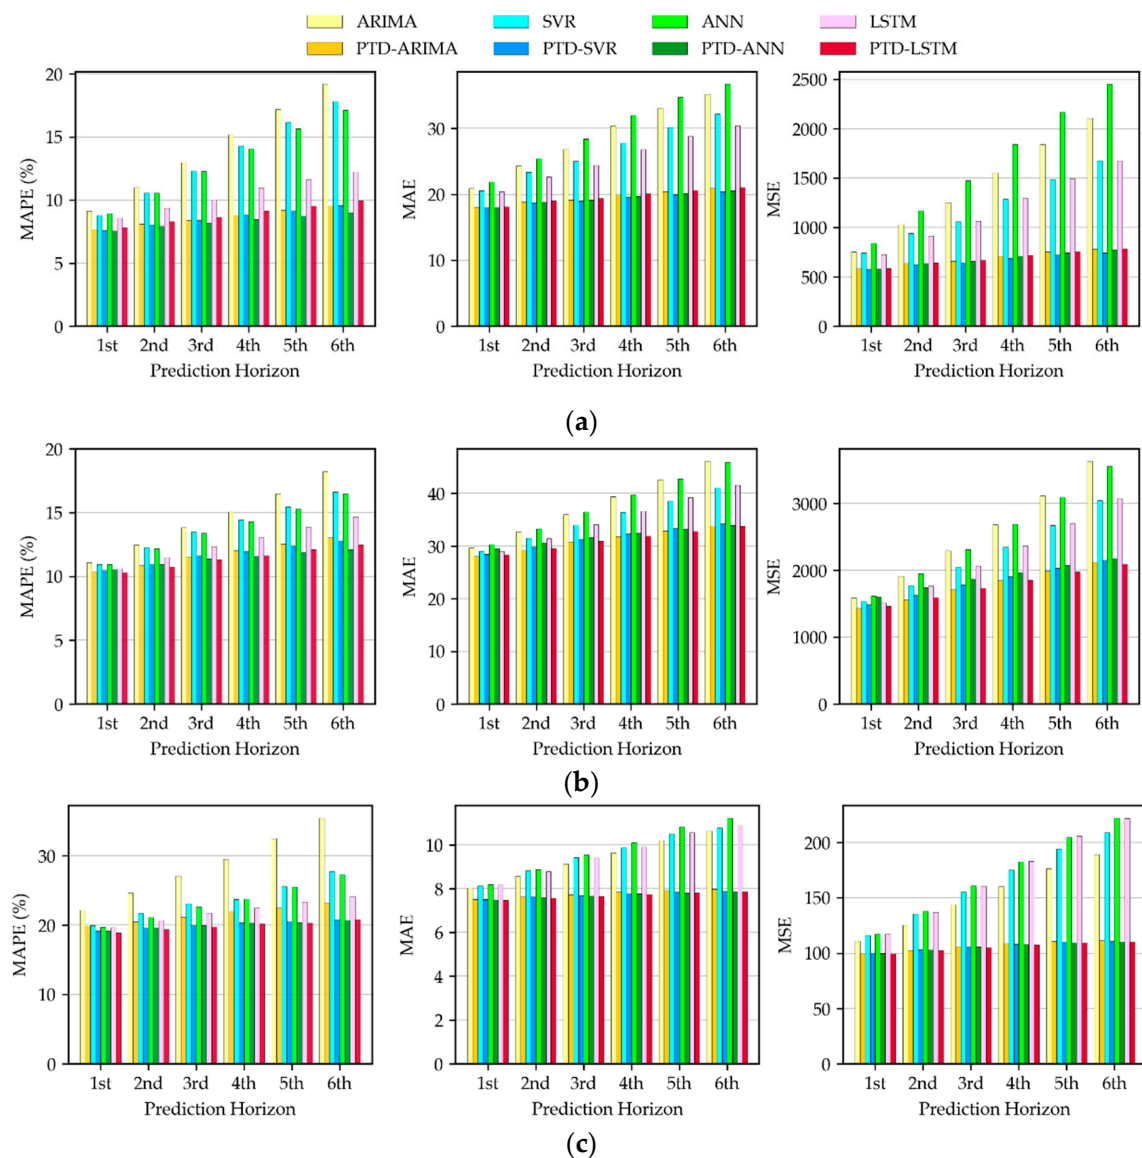 ARIMA SVR ANN LSTM
PTD-ARIMA PTD-SVR PTD-ANN PTD-LSTM
MAPE (%)
20
15
10
5
0
1st 2nd 3rd 4th 5th 6th
Prediction Horizon
MAE
30
20
10
0
1st 2nd 3rd 4th 5th 6th
Prediction Horizon
MSE
2500
2000
1500
1000
500
0
1st 2nd 3rd 4th 5th 6th
Prediction Horizon
(a)
MAPE (%)
20
15
10
5
0
1st 2nd 3rd 4th 5th 6th
Prediction Horizon
MAE
40
30
20
10
0
1st 2nd 3rd 4th 5th 6th
Prediction Horizon
MSE
3000
2000
1000
0
1st 2nd 3rd 4th 5th 6th
Prediction Horizon
(b)
MAPE (%)
30
20
10
0
1st 2nd 3rd 4th 5th 6th
Prediction Horizon
MAE
10
8
6
4
2
0
1st 2nd 3rd 4th 5th 6th
Prediction Horizon
MSE
200
150
100
50
0
1st 2nd 3rd 4th 5th 6th
Prediction Horizon
(c)